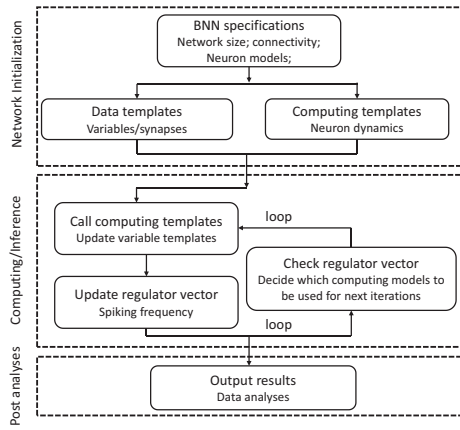 Network Initialization
BNN specifications
Network size; connectivity;
Neuron models;
Data templates
Variables/synapses
Computing templates
Neuron dynamics
Computing/Inference
Call computing templates
Update variable templates
loop
Check regulator vector
Decide which computing models to
be used for next iterations
Update regulator vector
Spiking frequency
loop
Post analyses
Output results
Data analyses